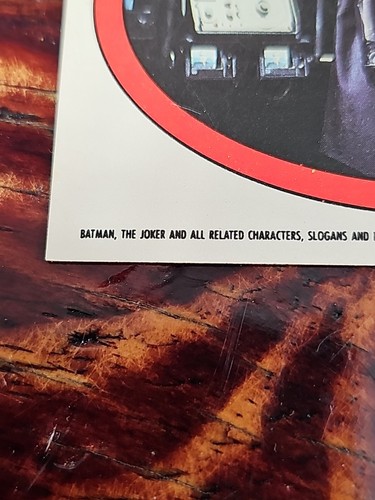 BATMAN, THE JOKER AND ALL RELATED CHARACTERS, SLOGANS AND